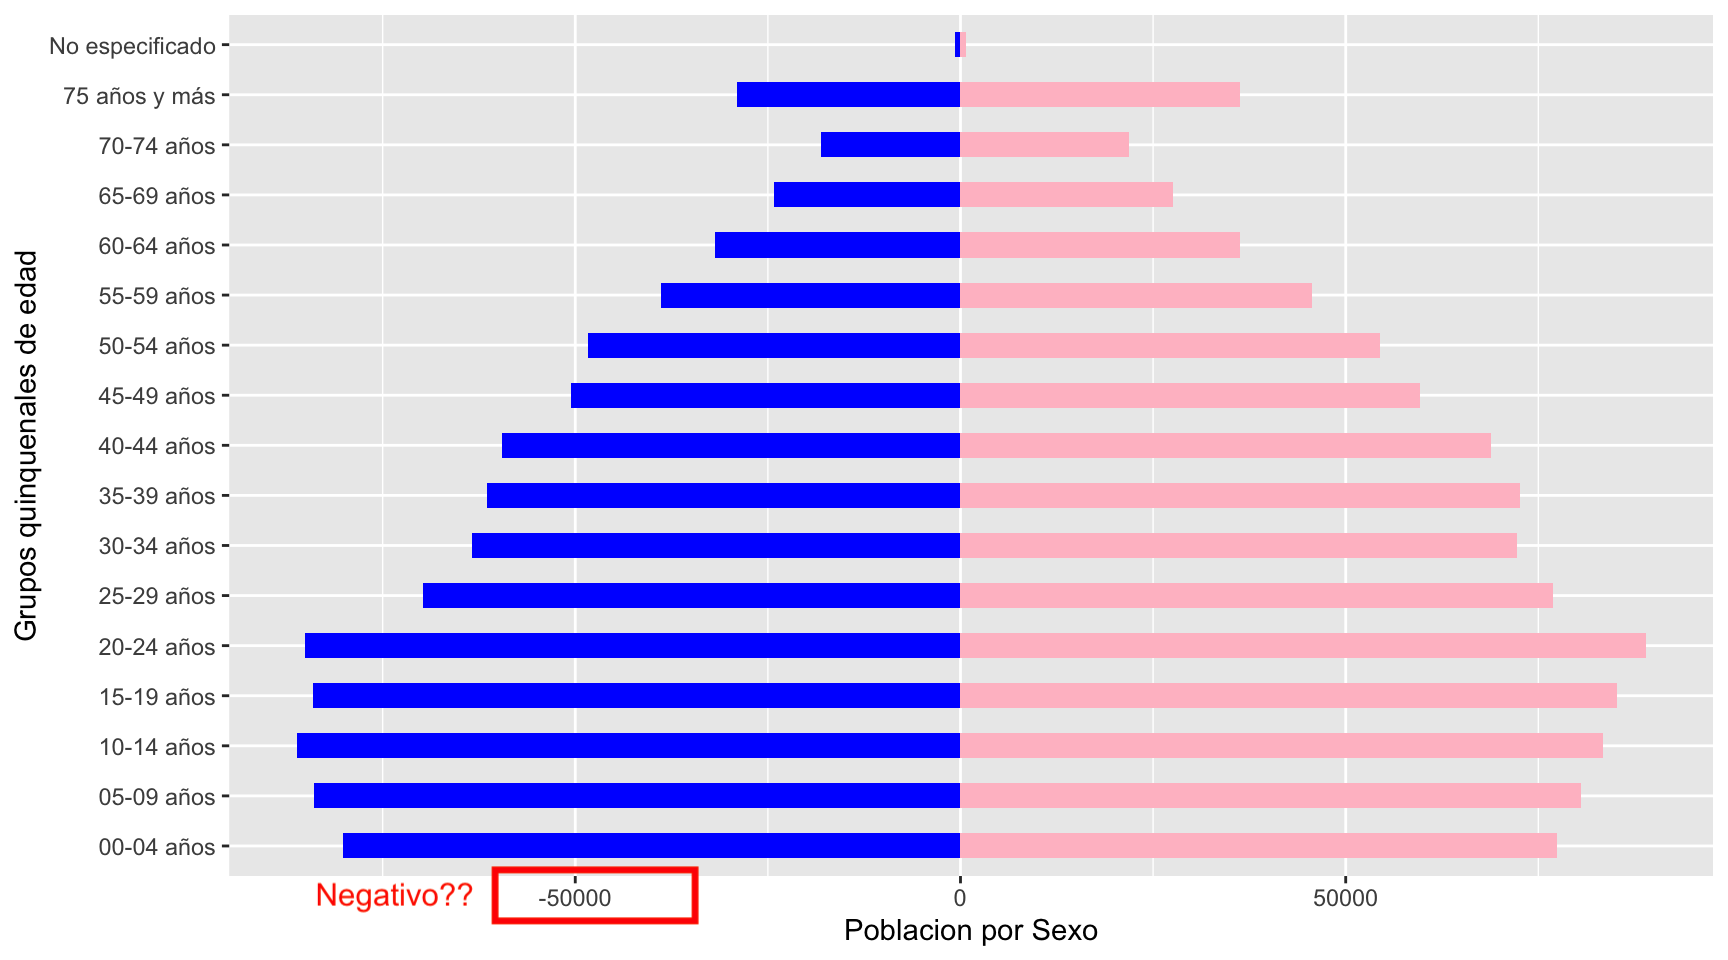 No especificado
75 años y más
70-74 años
65-69 años
60-64 años
55-59 años
50-54 años
45-49 años
40-44 años
35-39 años
30-34 años
25-29 años
20-24 años
15-19 años
10-14 años
05-09 años
00-04 años
Grupos quinquenales de edad
Negativo??
-50000 0 50000
Poblacion por Sexo